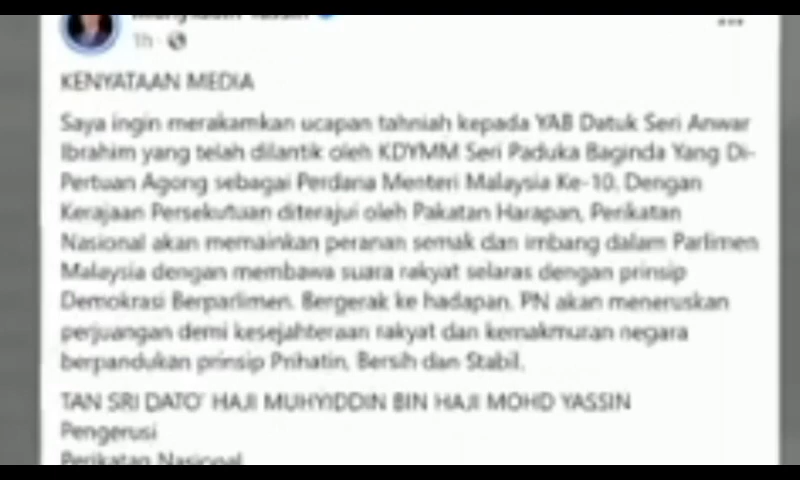 1h
KENYATAAN MEDIA
Saya ingin merakamkan ucapan tahniah kepada YAB Datuk Seri Anwar
Ibrahim yang telah dilantik oleh KDYMM Seri Paduka Baginda Yang Di-
Pertuan Agong sebagai Perdana Menteri Malaysia Ke-10. Dengan
Kerajaan Persekutuan diterajui oleh Pakatan Harapan, Perikatan
Nasional akan memainkan peranan semak dan imbang dalam Parlimen
Malaysia dengan membawa suara rakyat selaras dengan prinsip
Demokrasi Berparlimen. Bergerak ke hadapan, PN akan meneruskan
perjuangan demi kesejahteraan rakyat dan kemakmuran negara
berpandukan prinsip Prihatin, Bersih dan Stabil.
TAN SRI DATO' HAJI MUHYIDDIN BIN HAJI MOHD YASSIN
Pengerusi
Perikatan Nasional